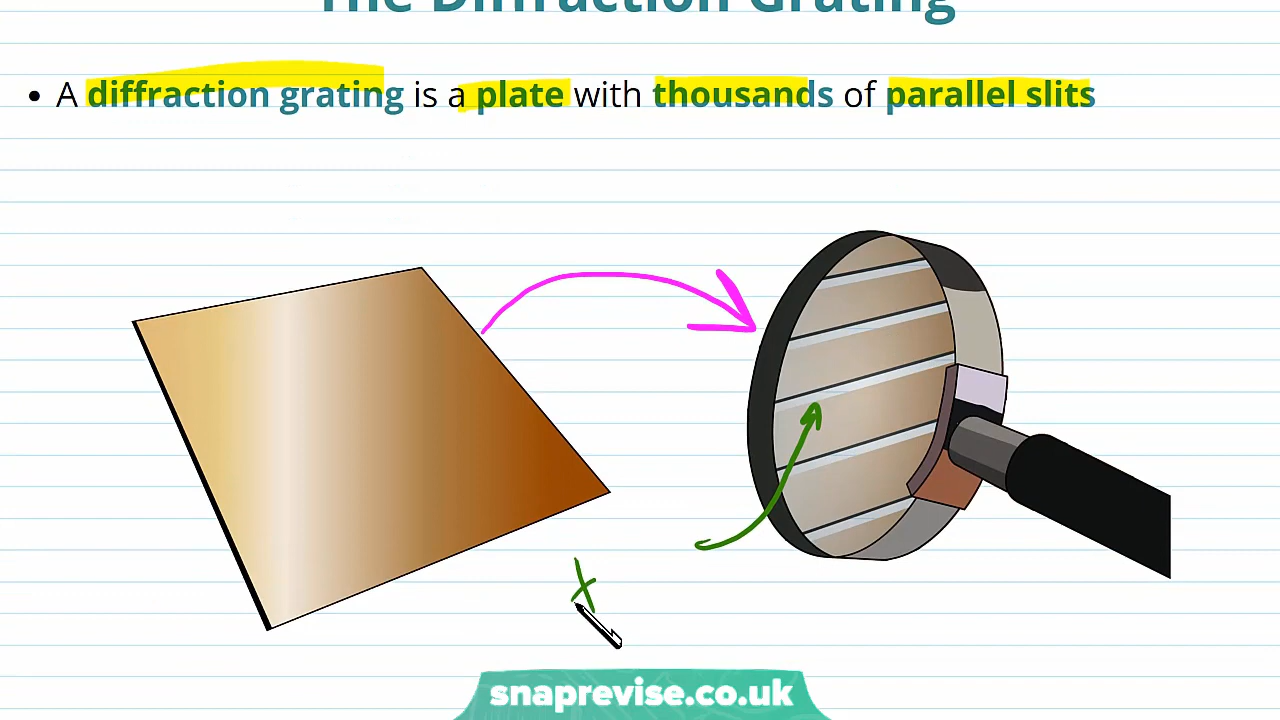 The Diffraction Grating
• A diffraction grating is a plate with thousands of parallel slits
snaprevise.co.uk